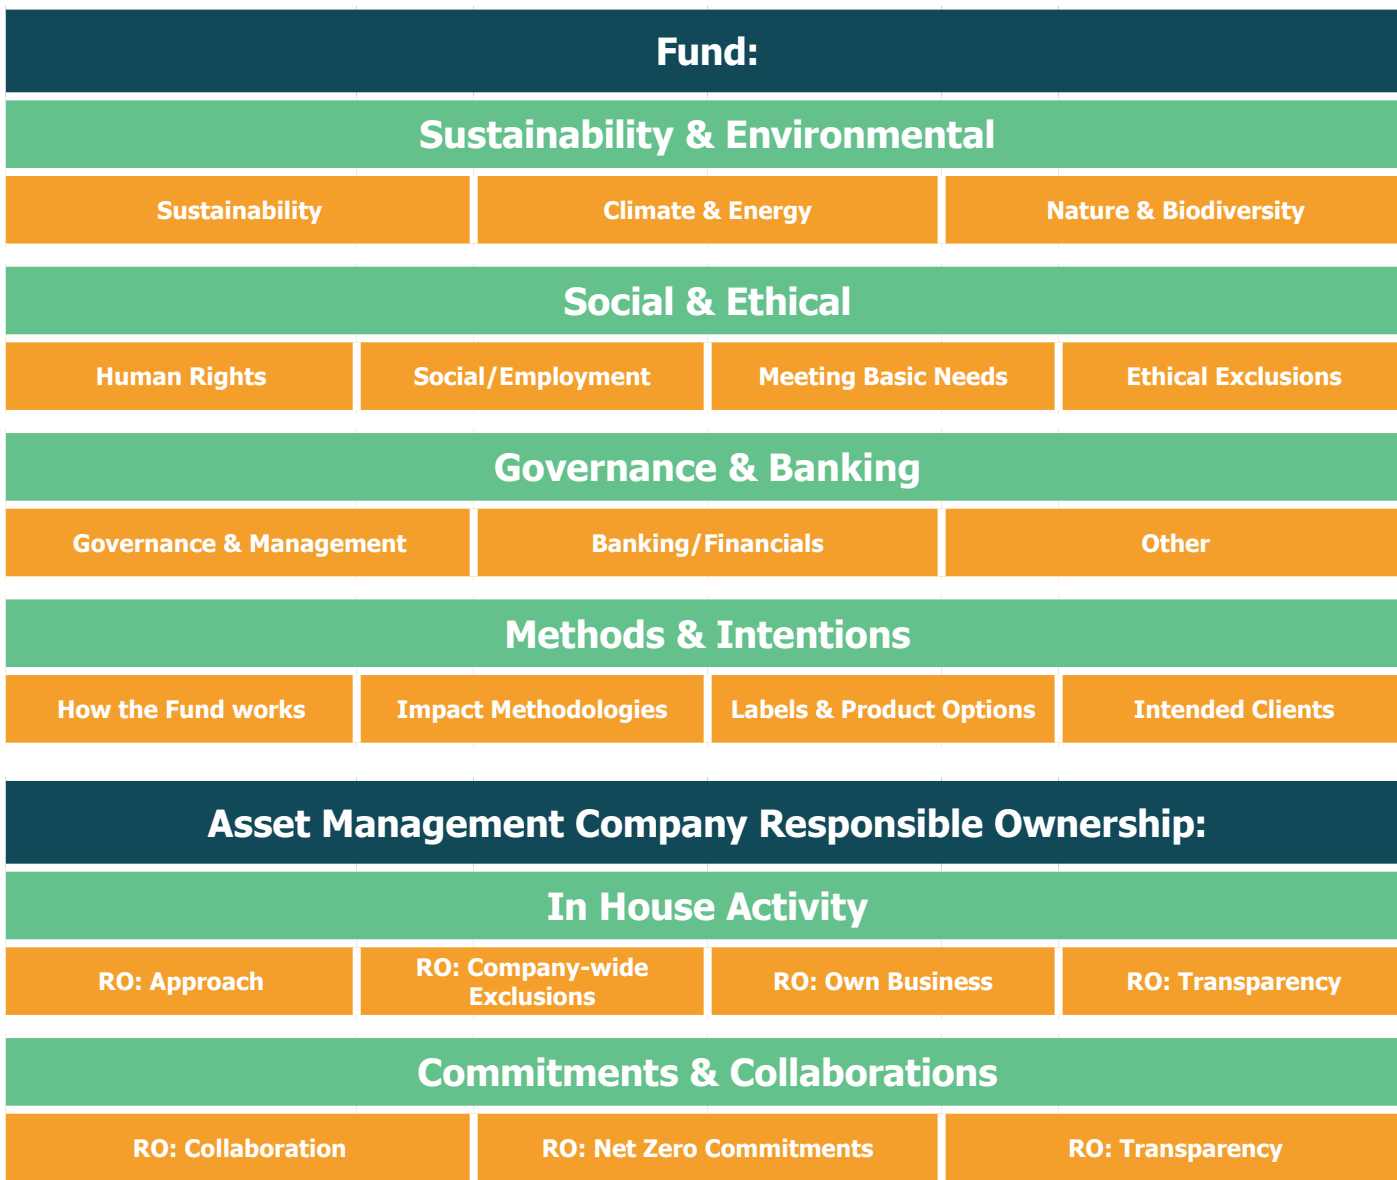 Fund:
Sustainability & Environmental
Sustainability
Climate & Energy
Nature & Biodiversity
Social & Ethical
Human Rights
Social/Employment
Meeting Basic Needs
Ethical Exclusions
Governance & Banking
Governance & Management
Banking/Financials
Other
Methods & Intentions
How the Fund works
Impact Methodologies
Labels & Product Options
Intended Clients
Asset Management Company Responsible Ownership:
In House Activity
RO: Approach
RO: Company-wide
Exclusions
RO: Own Business
RO: Transparency
Commitments & Collaborations
RO: Collaboration
RO: Net Zero Commitments
RO: Transparency